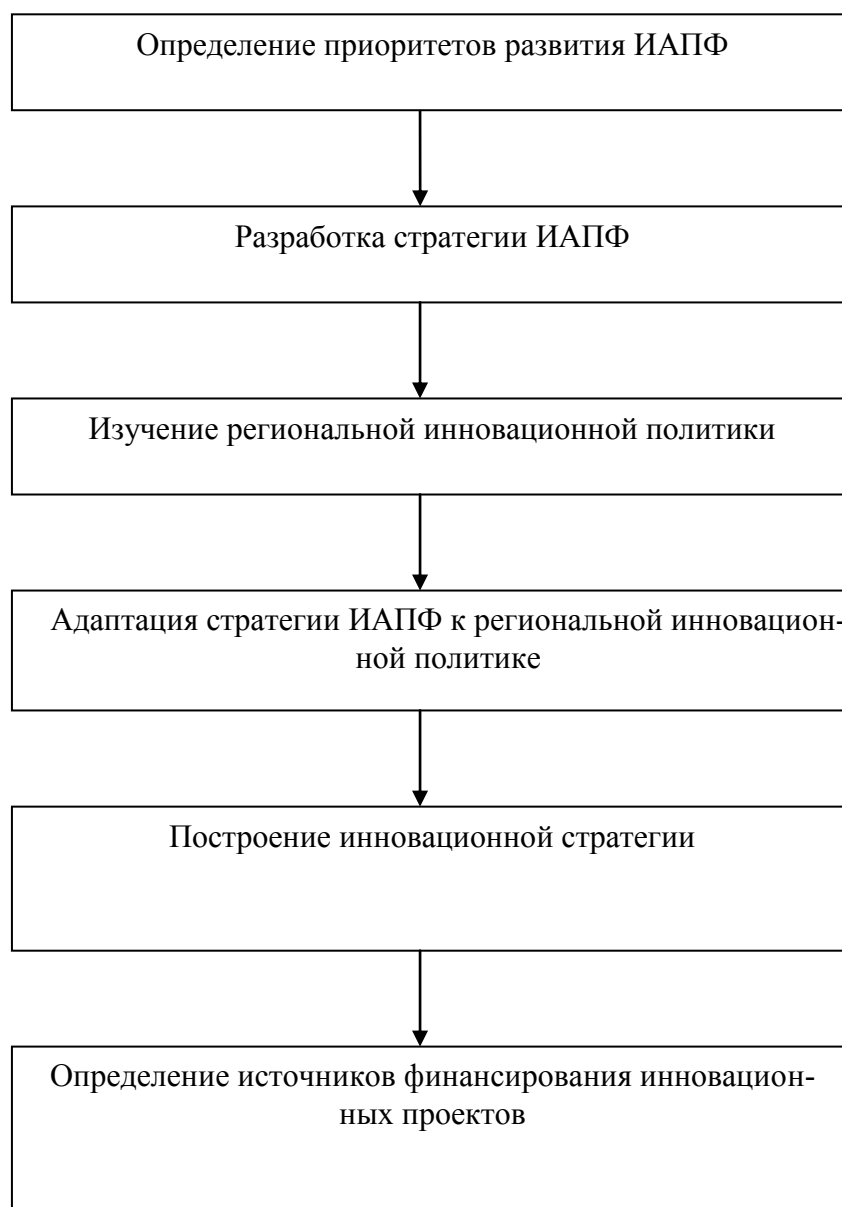 Определение приоритетов развития ИАПФ
Разработка стратегии ИАПФ
Изучение региональной инновационной политики
Адаптация стратегии ИАПФ к региональной инновацион-
ной политике
Построение инновационной стратегии
Определение источников финансирования инновацион-
ных проектов